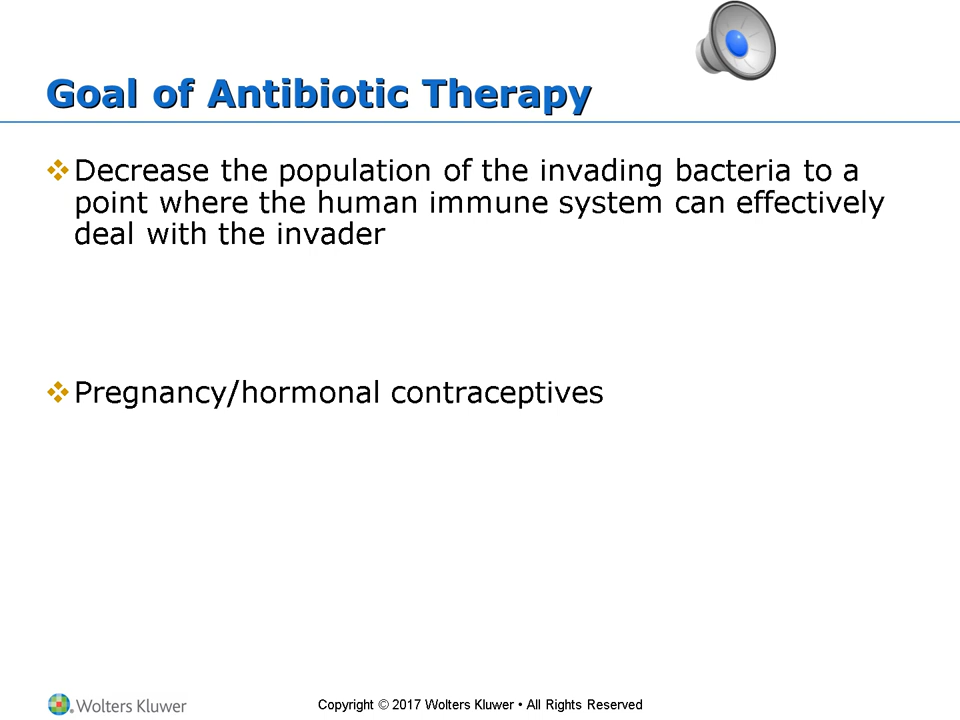 Goal of Antibiotic Therapy
Decrease the population of the invading bacteria to a
point where the human immune system can effectively
deal with the invader
Pregnancy/hormonal contraceptives
Wolters Kluwer
Copyright © 2017 Wolters Kluwer • All Rights Reserved